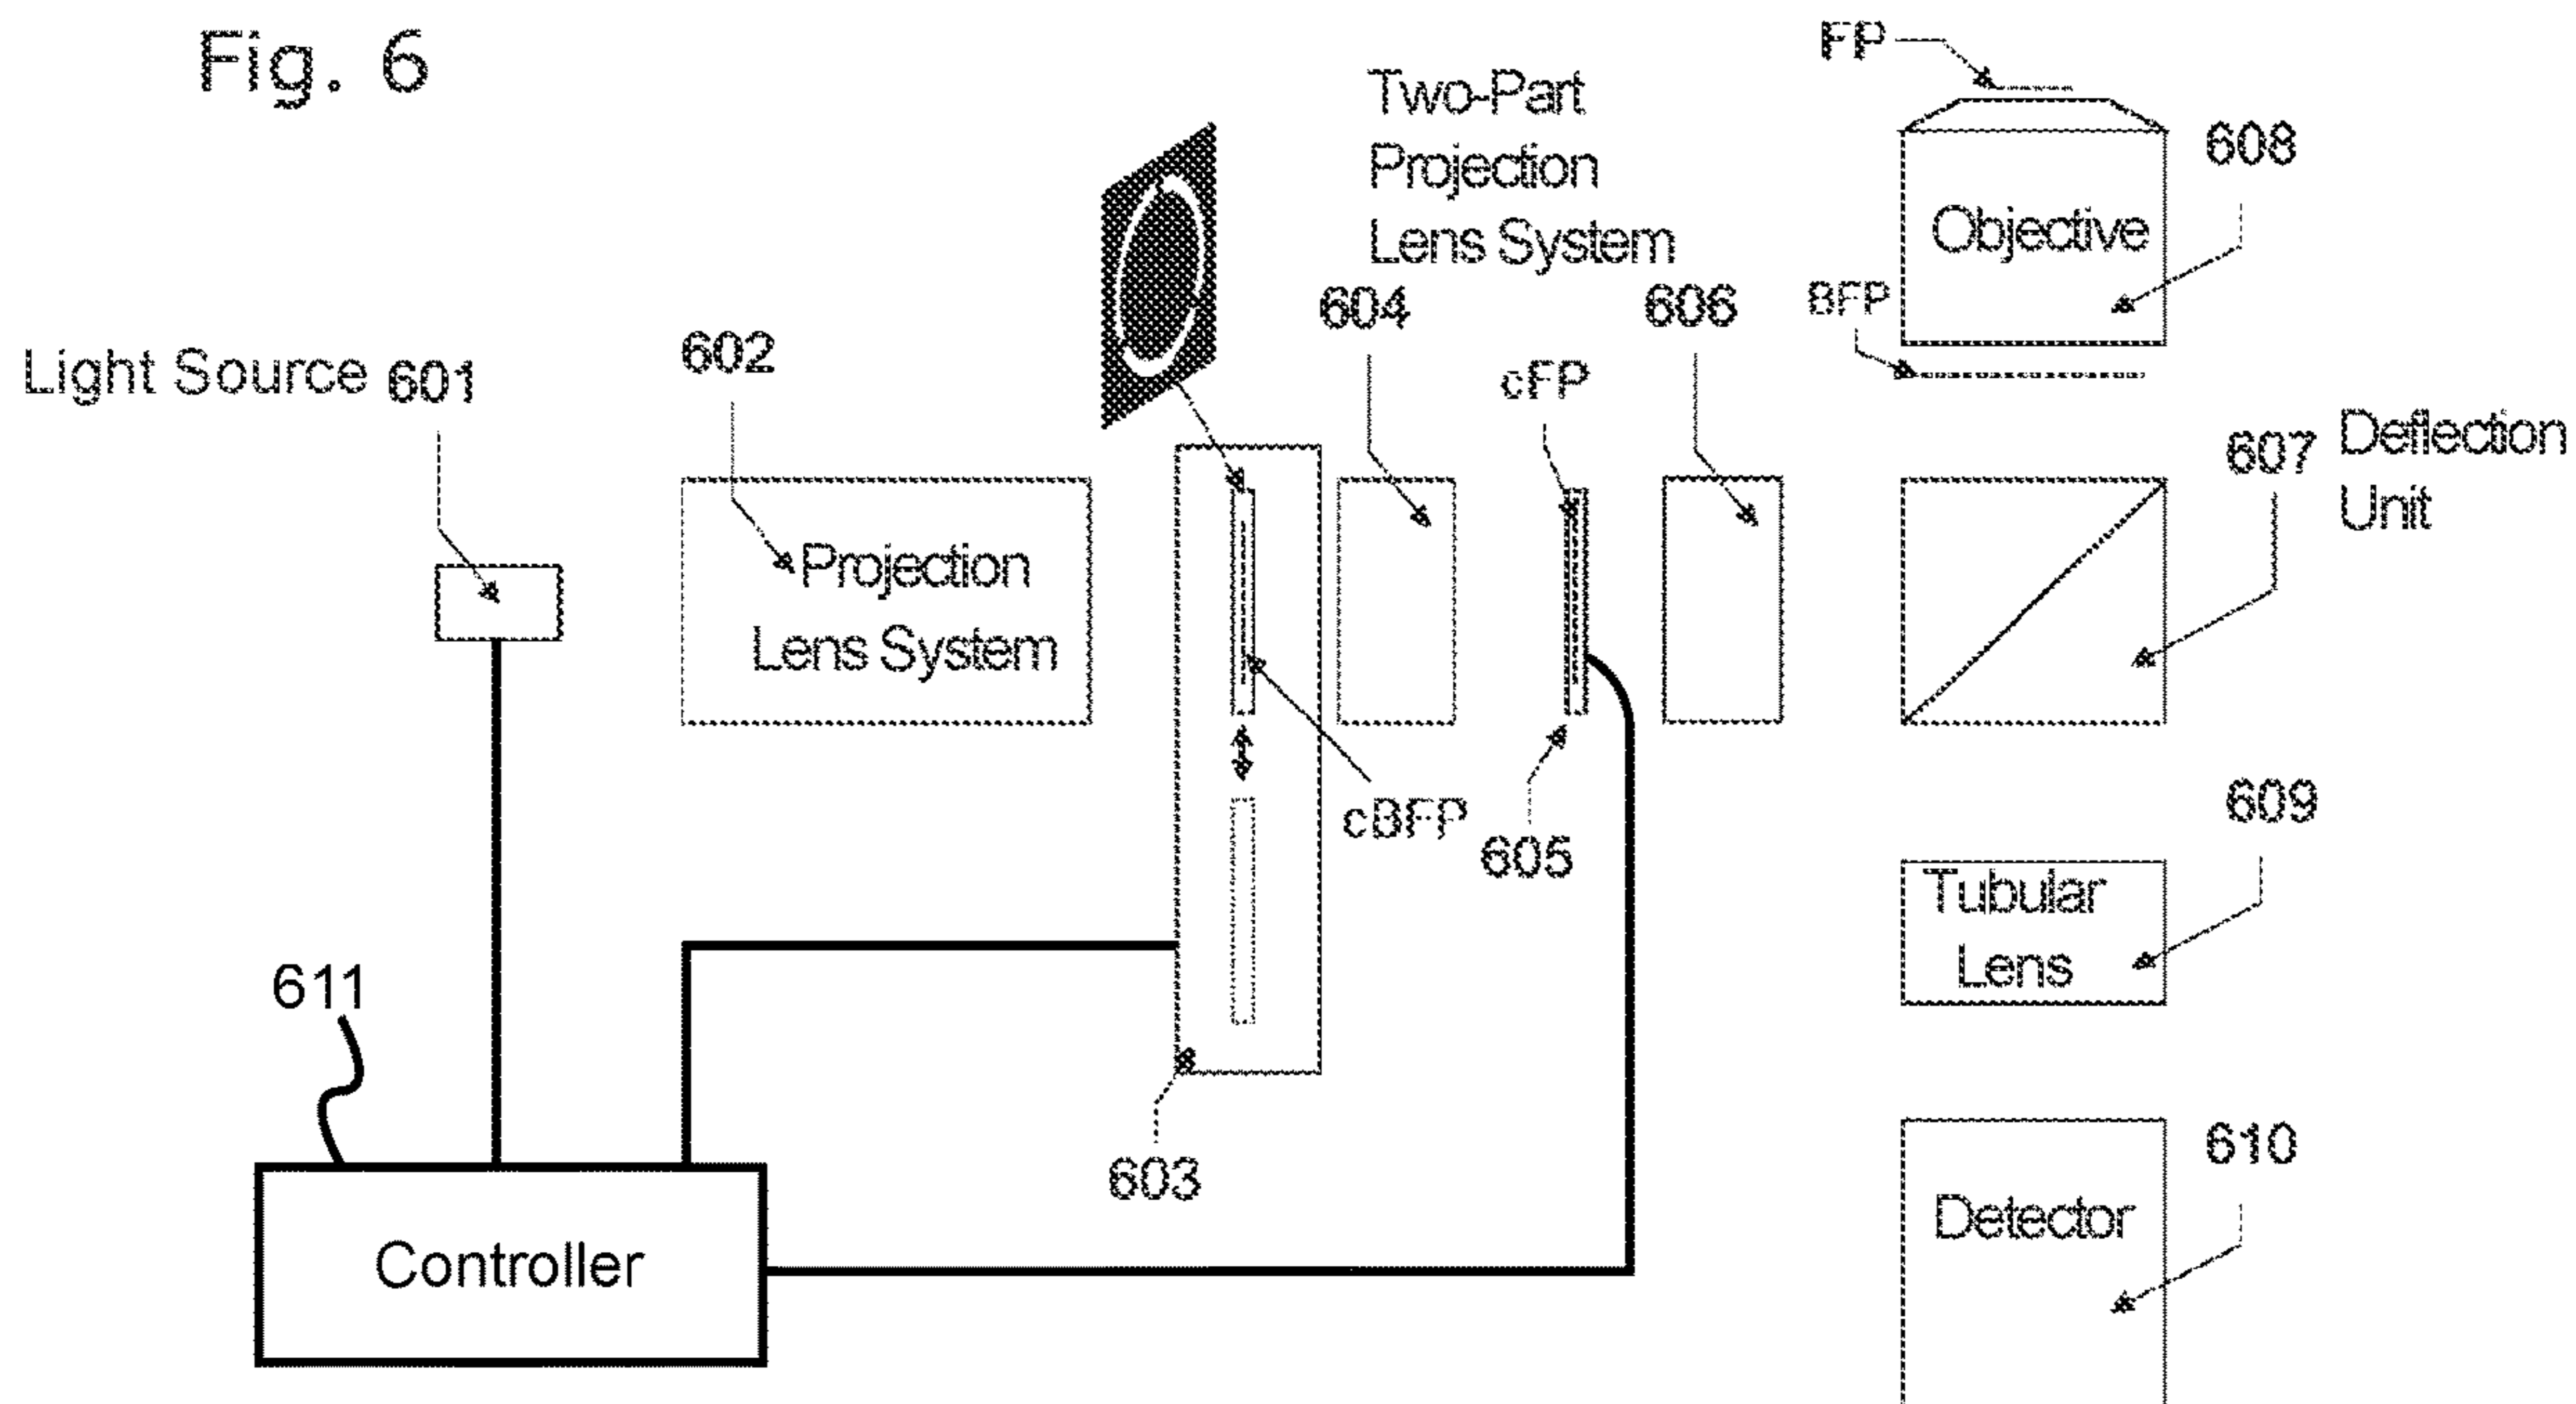 Fig. 6
FP
Two-Part
Projection
Lens System
608
Objective
BFP
604
606
602
Light Source 601
cFP
607
Deflection
Unit
Projection
Lens System
cBFP
605
609
Tubular
Lens
611
603
610
Detector
Controller